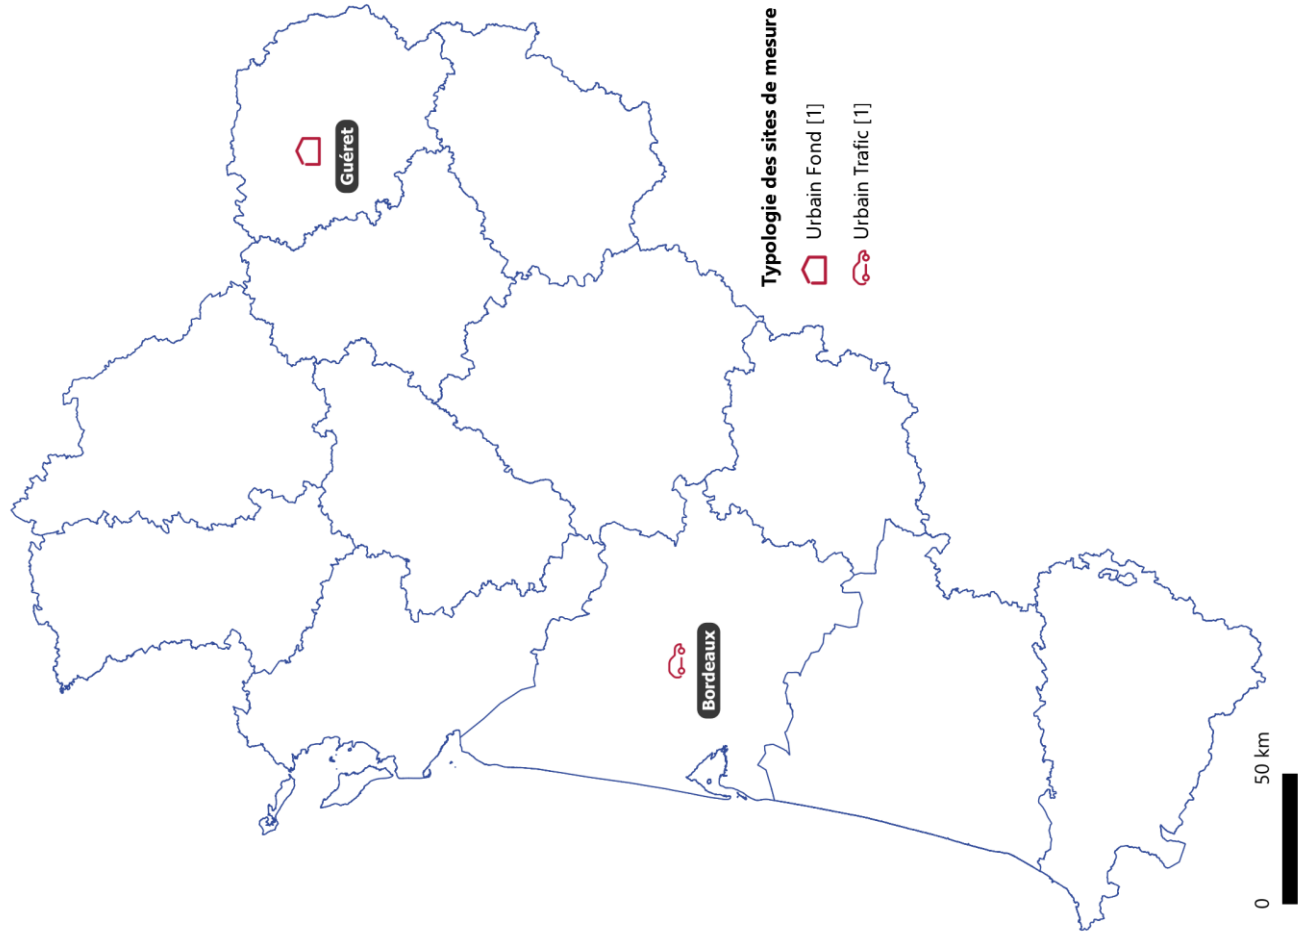 Guéret
Bordeaux
Typologie des sites de mesure
Urbain Fond [1]
Urbain Trafic [1]
0 50 km